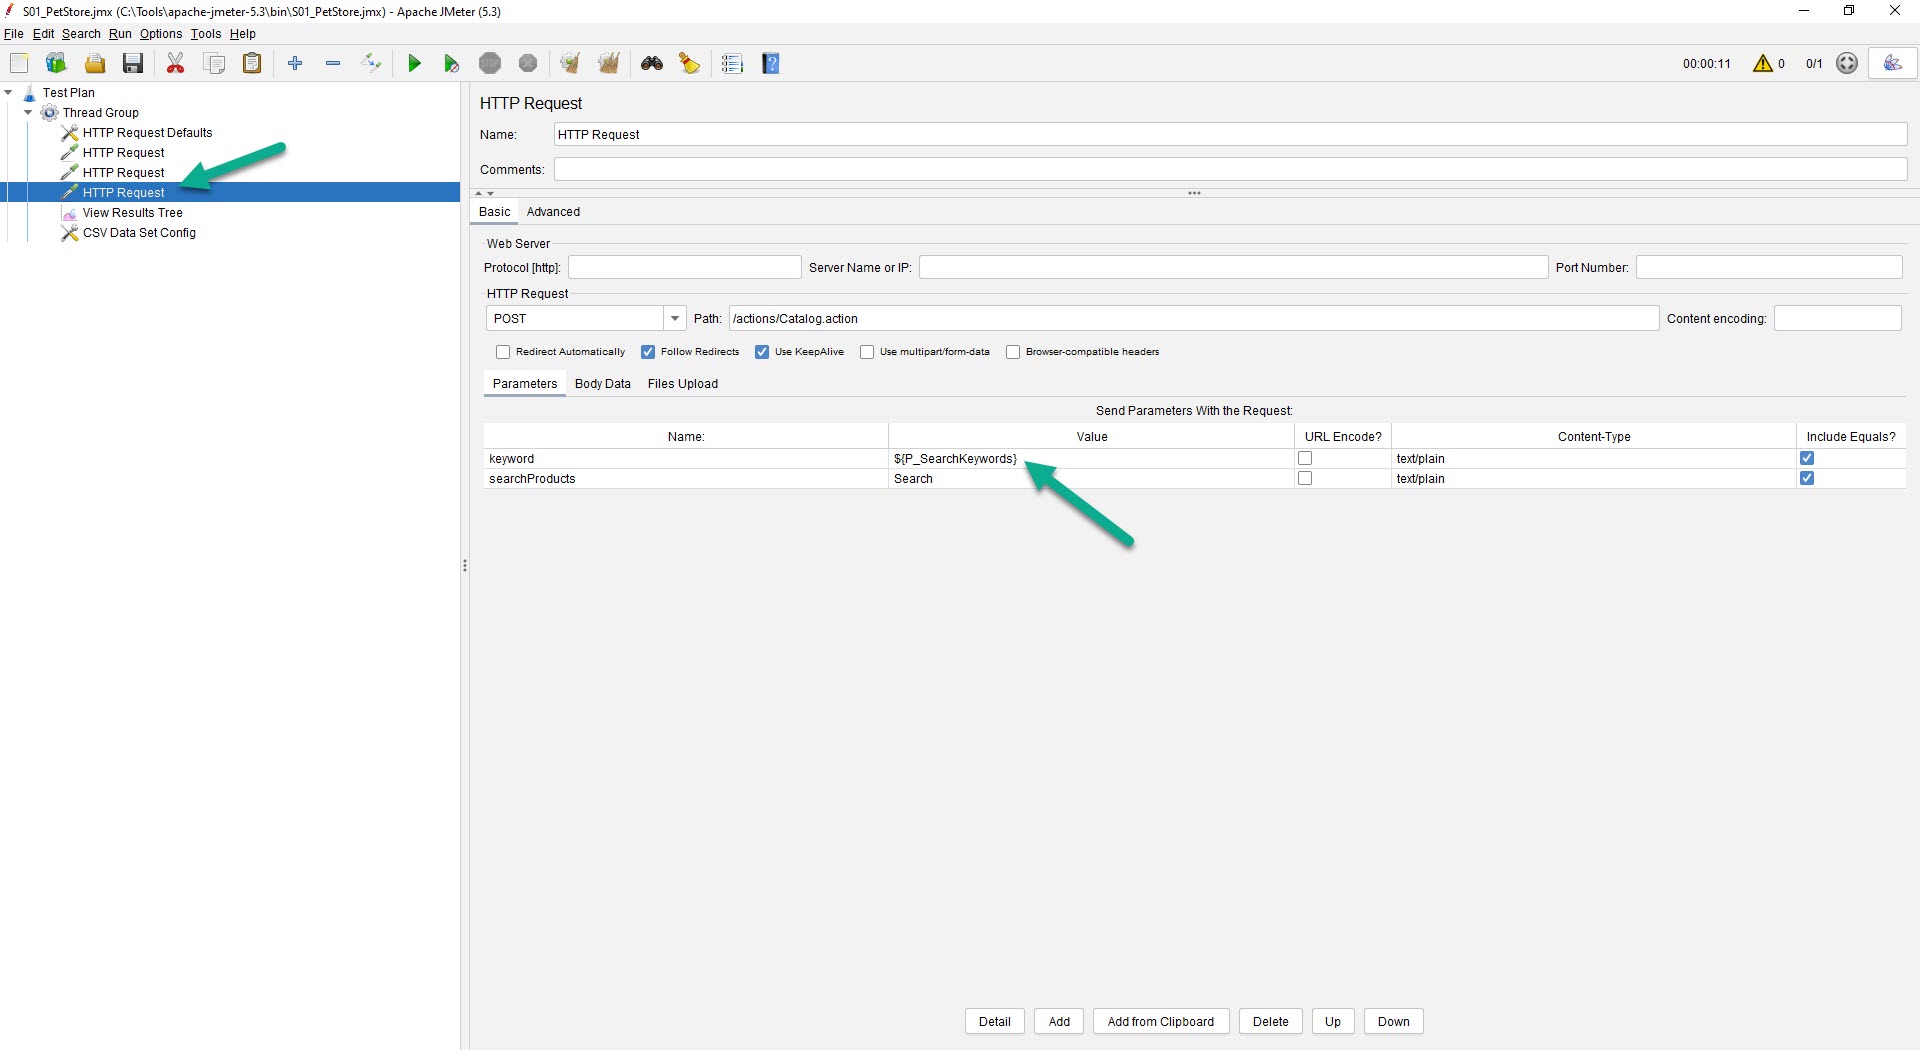 S01_PetStore.jmx (C:\Tools\apache-jmeter-5.3\bin\S01_PetStore.jmx) - Apache JMeter (5.3)
File Edit Search Run Options Tools Help
STOP
00:00:11 0 0/1
Test Plan
Thread Group
HTTP Request Defaults
HTTP Request
HTTP Request
HTTP Request
View Results Tree
CSV Data Set Config
HTTP Request
Name: HTTP Request
Comments:
Basic Advanced
Web Server
Protocol [http]: Server Name or IP: Port Number:
HTTP Request
POST Path: /actions/Catalog.action Content encoding:
Redirect Automatically Follow Redirects Use KeepAlive Use multipart/form-data Browser-compatible headers
Parameters Body Data Files Upload
Send Parameters With the Request:
Name: Value URL Encode? Content-Type Include Equals?
keyword ${P_SearchKeywords} text/plain
searchProducts Search text/plain
Detail Add Add from Clipboard Delete Up Down